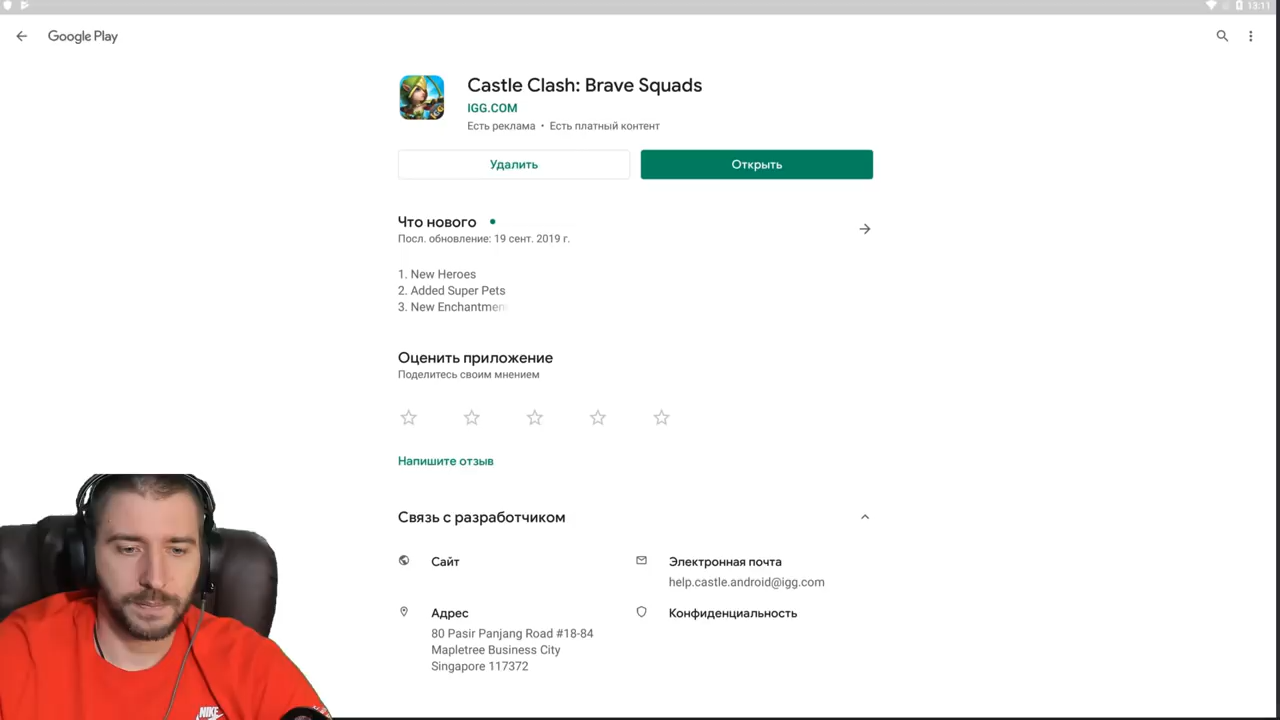 13:11
Google Play
Castle Clash: Brave Squads
IGG.COM
Есть реклама • Есть платный контент
Удалить
Открыть
Что нового
Посл. обновление: 19 сент. 2019 г.
1. New Heroes
2. Added Super Pets
3. New Enchantmen
Оценить приложение
Поделитесь своим мнением
Напишите отзыв
Связь с разработчиком
Сайт
Электронная почта
help.castle.android@igg.com
Адрес
Конфиденциальность
80 Pasir Panjang Road #18-84
Mapletree Business City
Singapore 117372
NIKE